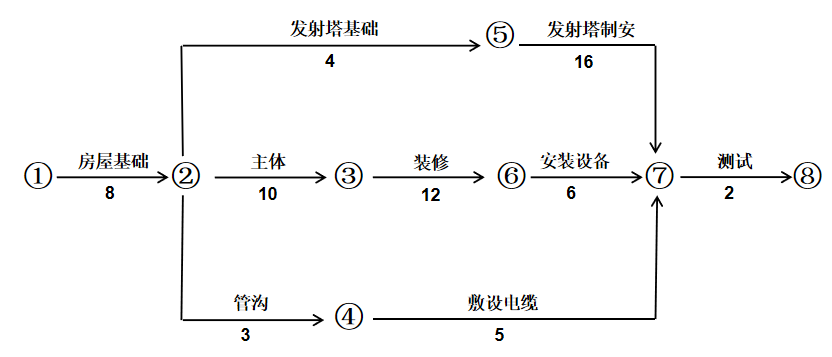 发射塔基础
4
⑤
发射塔制安
16
①
房屋基础
8
②
主体
10
③
装修
12
⑥
安装设备
6
⑦
测试
2
⑧
管沟
3
④
敷设电缆
5